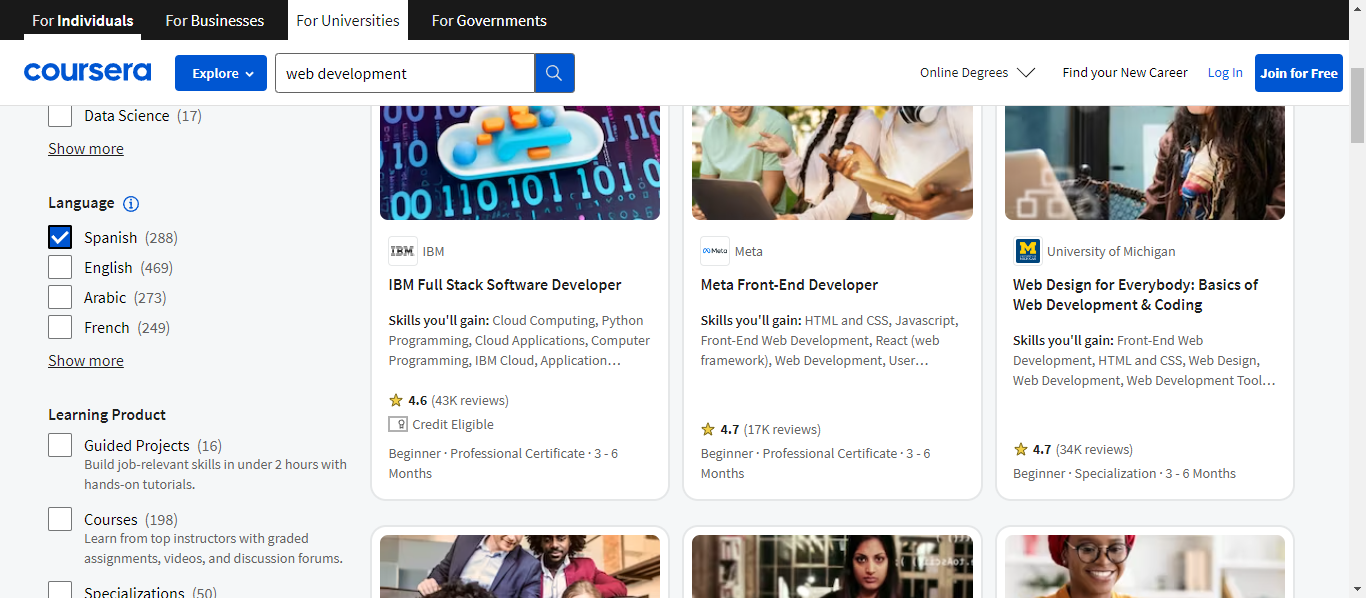 For Individuals
For Businesses
For Universities
For Governments
coursera
Explore
web development
Online Degrees
Find your New Career
Log In
Join for Free
Data Science (17)
Show more
Language
Spanish (288)
English (469)
Arabic (273)
French (249)
Show more
Learning Product
Guided Projects (16)
Build job-relevant skills in under 2 hours with
hands-on tutorials.
Courses (198)
Learn from top instructors with graded
assignments, videos, and discussion forums.
Specializations (50)
IBM
IBM
IBM Full Stack Software Developer
Skills you'll gain: Cloud Computing, Python
Programming, Cloud Applications, Computer
Programming, IBM Cloud, Application…
4.6 (43K reviews)
Credit Eligible
Beginner · Professional Certificate · 3 - 6
Months
Meta
Meta
Meta Front-End Developer
Skills you'll gain: HTML and CSS, Javascript,
Front-End Web Development, React (web
framework), Web Development, User…
4.7 (17K reviews)
Beginner · Professional Certificate · 3 - 6
Months
M
University of Michigan
Web Design for Everybody: Basics of
Web Development & Coding
Skills you'll gain: Front-End Web
Development, HTML and CSS, Web Design,
Web Development, Web Development Tool…
4.7 (34K reviews)
Beginner · Specialization · 3 - 6 Months